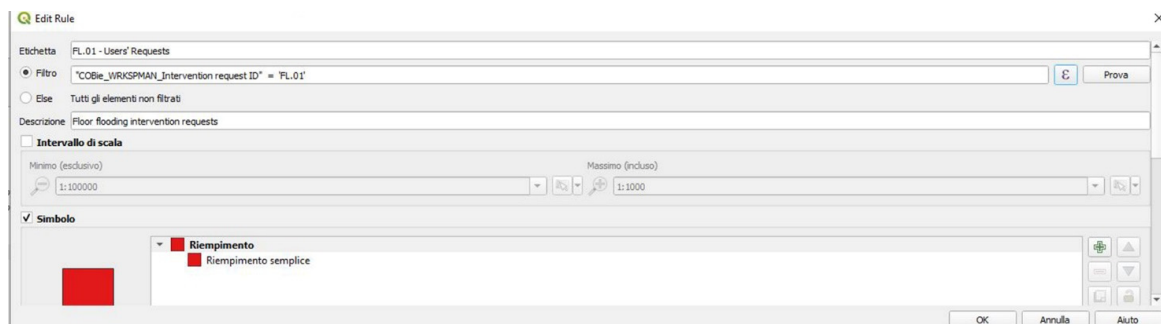 Edit Rule
Etichetta FL.01 - Users' Requests
Filtro "COBie_WRKSPMAN_Intervention request ID" = 'FL.01' ε Prova
Else Tutti gli elementi non filtrati
Descrizione Floor flooding intervention requests
Intervallo di scala
Minimo (esclusivo) Massimo (incluso)
1:100000 1:1000
Simbolo
Riempimento
Riempimento semplice
OK Annulla Aiuto